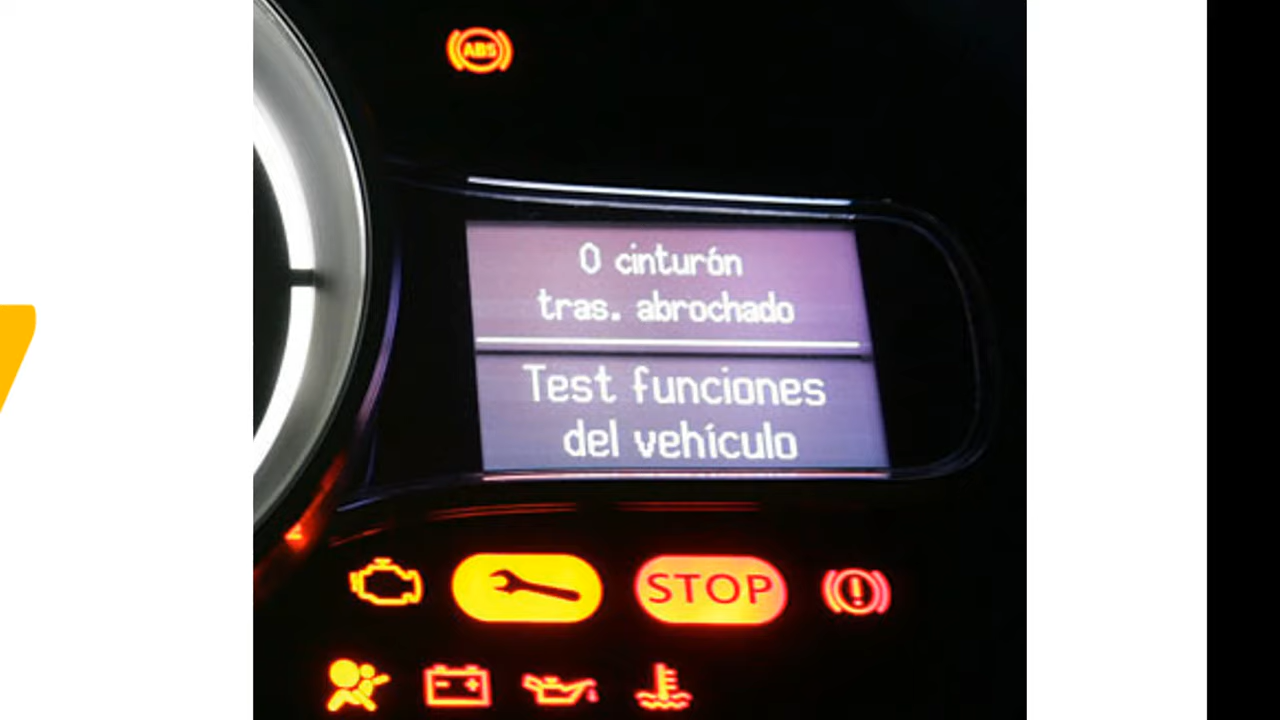 ABS
0 cinturón
tras. abrochado
Test funciones
del vehículo
STOP